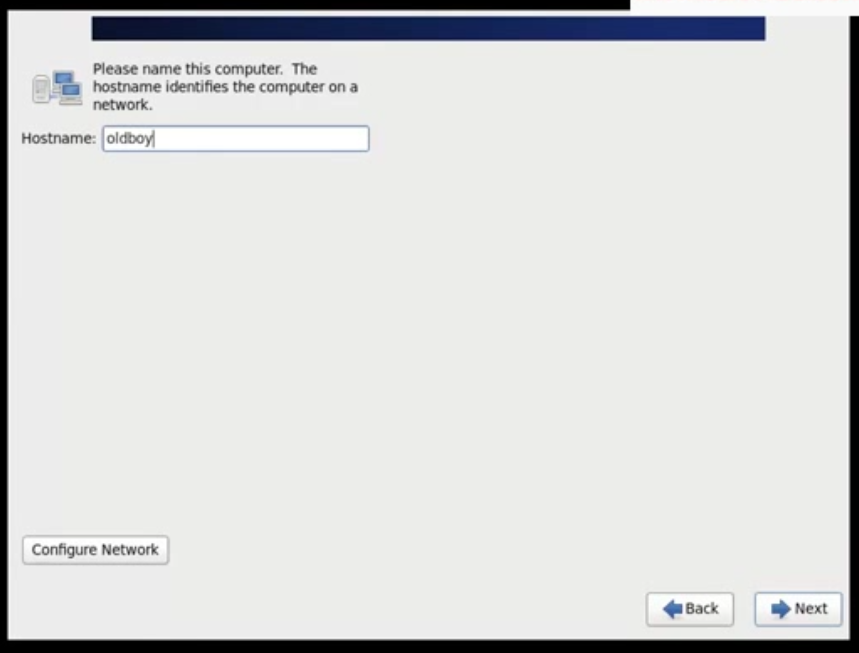 Please name this computer. The
hostname identifies the computer on a
network.
Hostname: oldboy
Configure Network
Back Next